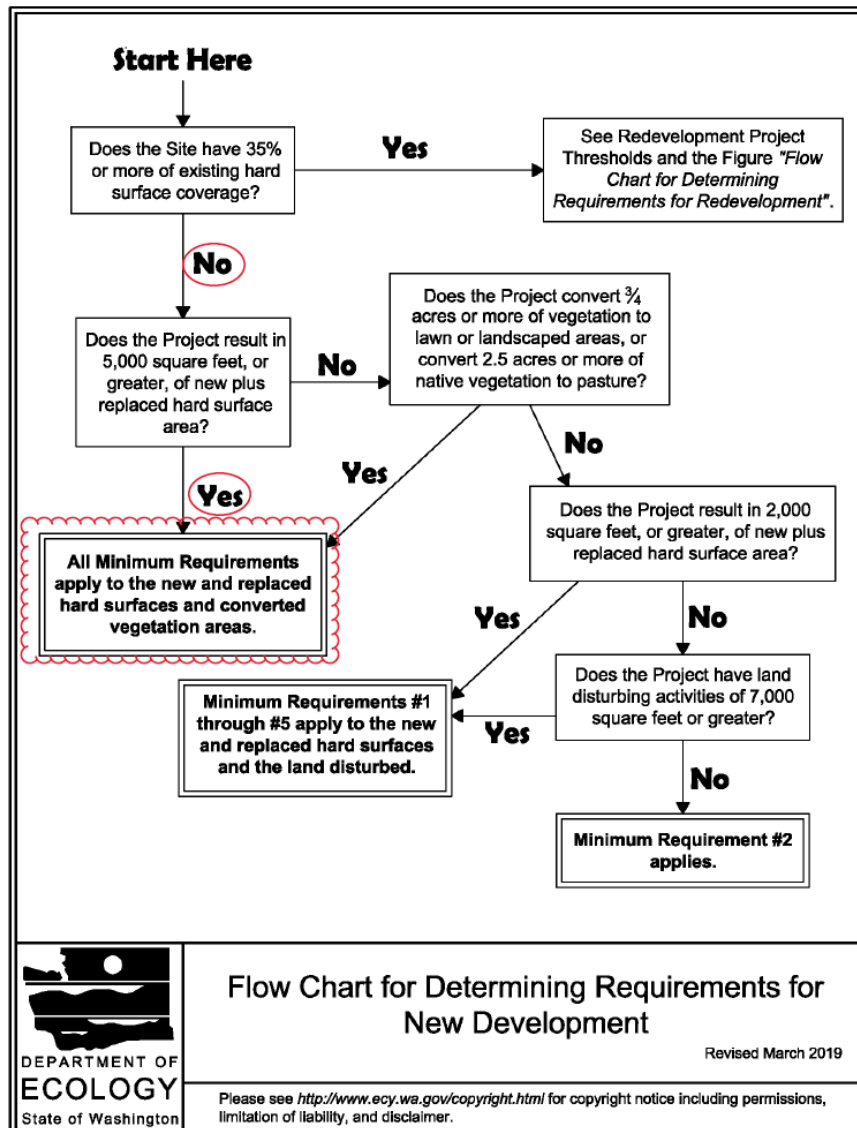 Start Here
Does the Site have 35%
or more of existing hard
surface coverage?
Yes
See Redevelopment Project
Thresholds and the Figure "Flow
Chart for Determining
Requirements for Redevelopment".
No
Does the Project result in
5,000 square feet, or
greater, of new plus
replaced hard surface
area?
No
Does the Project convert ¾
acres or more of vegetation to
lawn or landscaped areas, or
convert 2.5 acres or more of
native vegetation to pasture?
Yes
Yes
No
All Minimum Requirements
apply to the new and replaced
hard surfaces and converted
vegetation areas.
Does the Project result in 2,000
square feet, or greater, of new plus
replaced hard surface area?
Yes
No
Minimum Requirements #1
through #5 apply to the new
and replaced hard surfaces
and the land disturbed.
Yes
Does the Project have land
disturbing activities of 7,000
square feet or greater?
No
Minimum Requirement #2
applies.
DEPARTMENT OF
ECOLOGY
State of Washington
Flow Chart for Determining Requirements for
New Development
Revised March 2019
Please see http://www.ecy.wa.gov/copyright.html for copyright notice including permissions,
limitation of liability, and disclaimer.